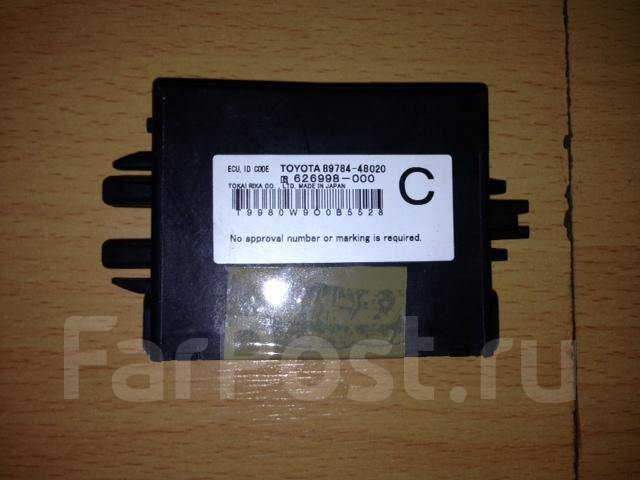 ECU, ID CODE TOYOTA 89784-48020
626998-000
TOKAI RIKA CO., LTD. MADE IN JAPAN
C
T9980W9O0B5528
No approval number or marking is required.
FarPost.ru